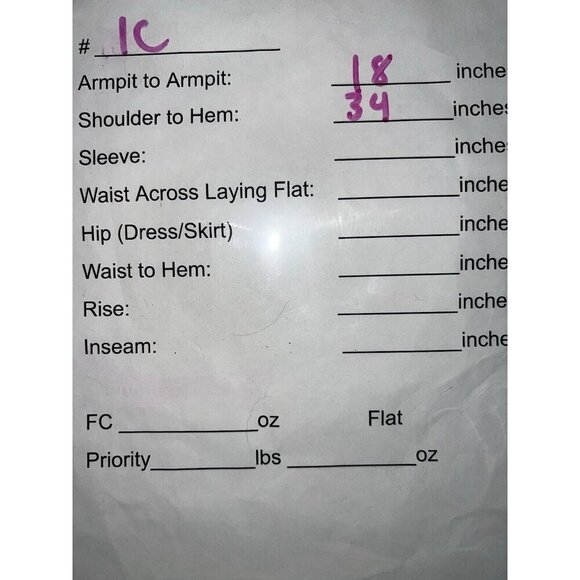 # 1C
Armpit to Armpit: 18 inche
Shoulder to Hem: 34 inches
Sleeve: inche
Waist Across Laying Flat: inche
Hip (Dress/Skirt) inche
Waist to Hem: inche
Rise: inche
Inseam: inche
FC oz Flat
Priority lbs oz